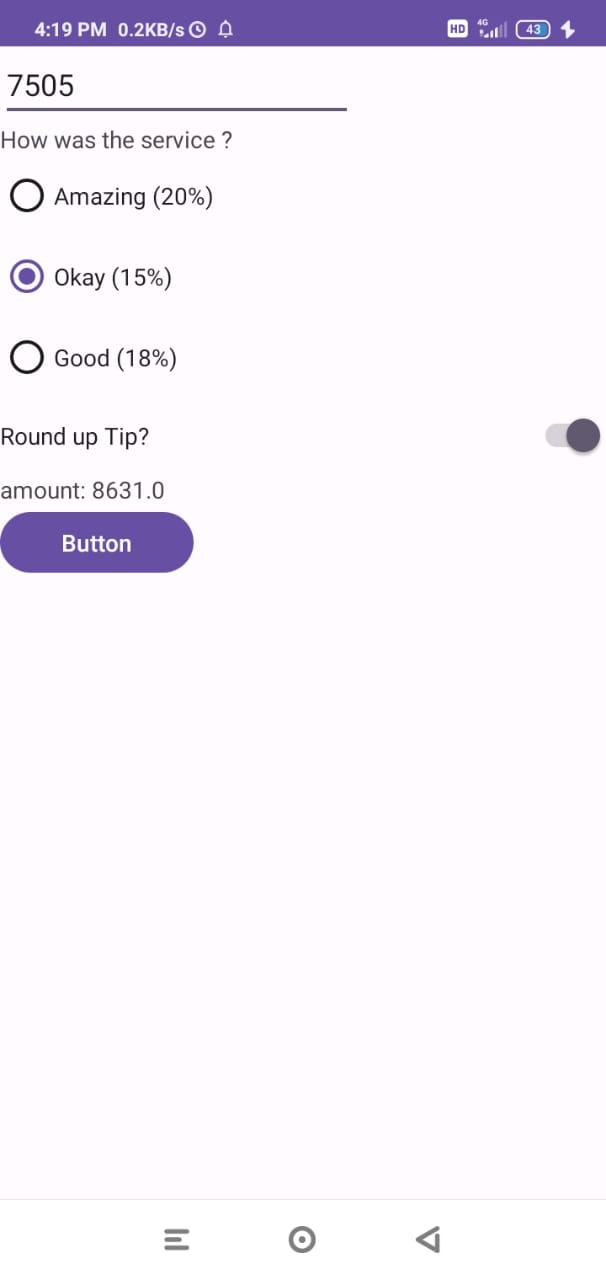 4:19 PM 0.2KB/s HD 4G 43
7505
How was the service ?
Amazing (20%)
Okay (15%)
Good (18%)
Round up Tip?
amount: 8631.0
Button